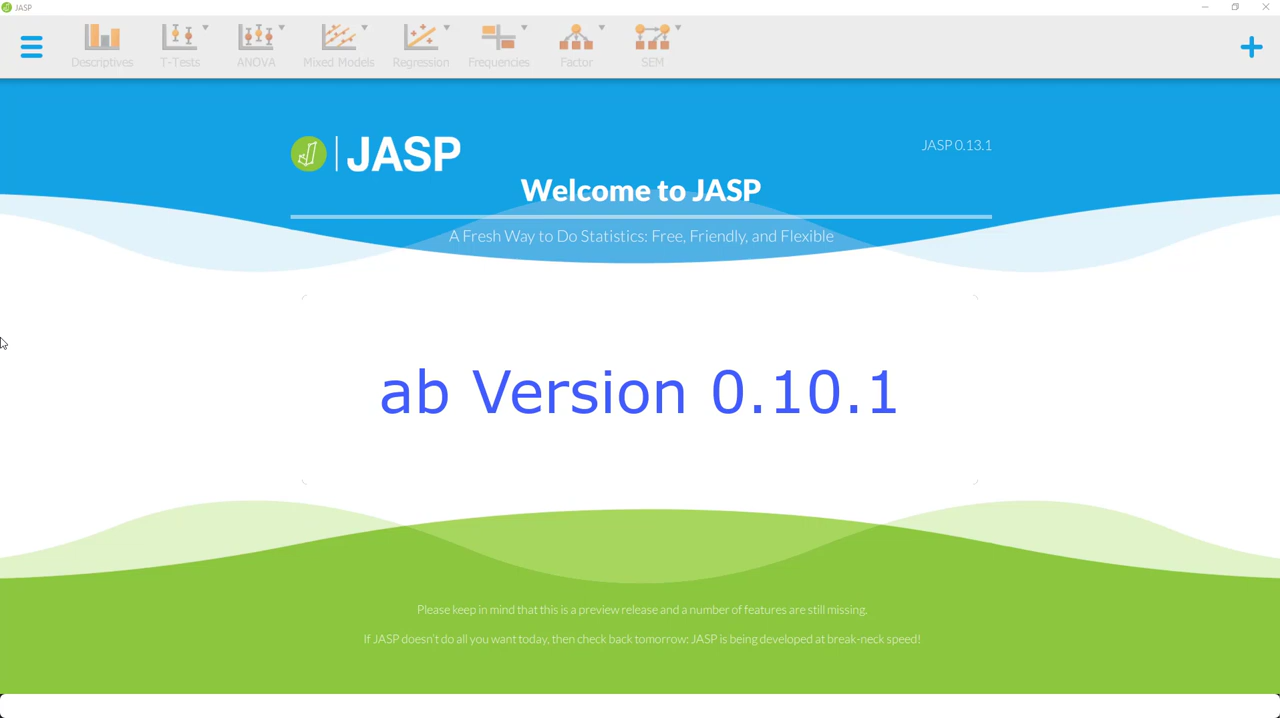 JASP
Descriptives T-Tests ANOVA Mixed Models Regression Frequencies Factor SEM
JASP
JASP 0.13.1
Welcome to JASP
A Fresh Way to Do Statistics: Free, Friendly, and Flexible
ab Version 0.10.1
Please keep in mind that this is a preview release and a number of features are still missing.
If JASP doesn't do all you want today, then check back tomorrow: JASP is being developed at break-neck speed!